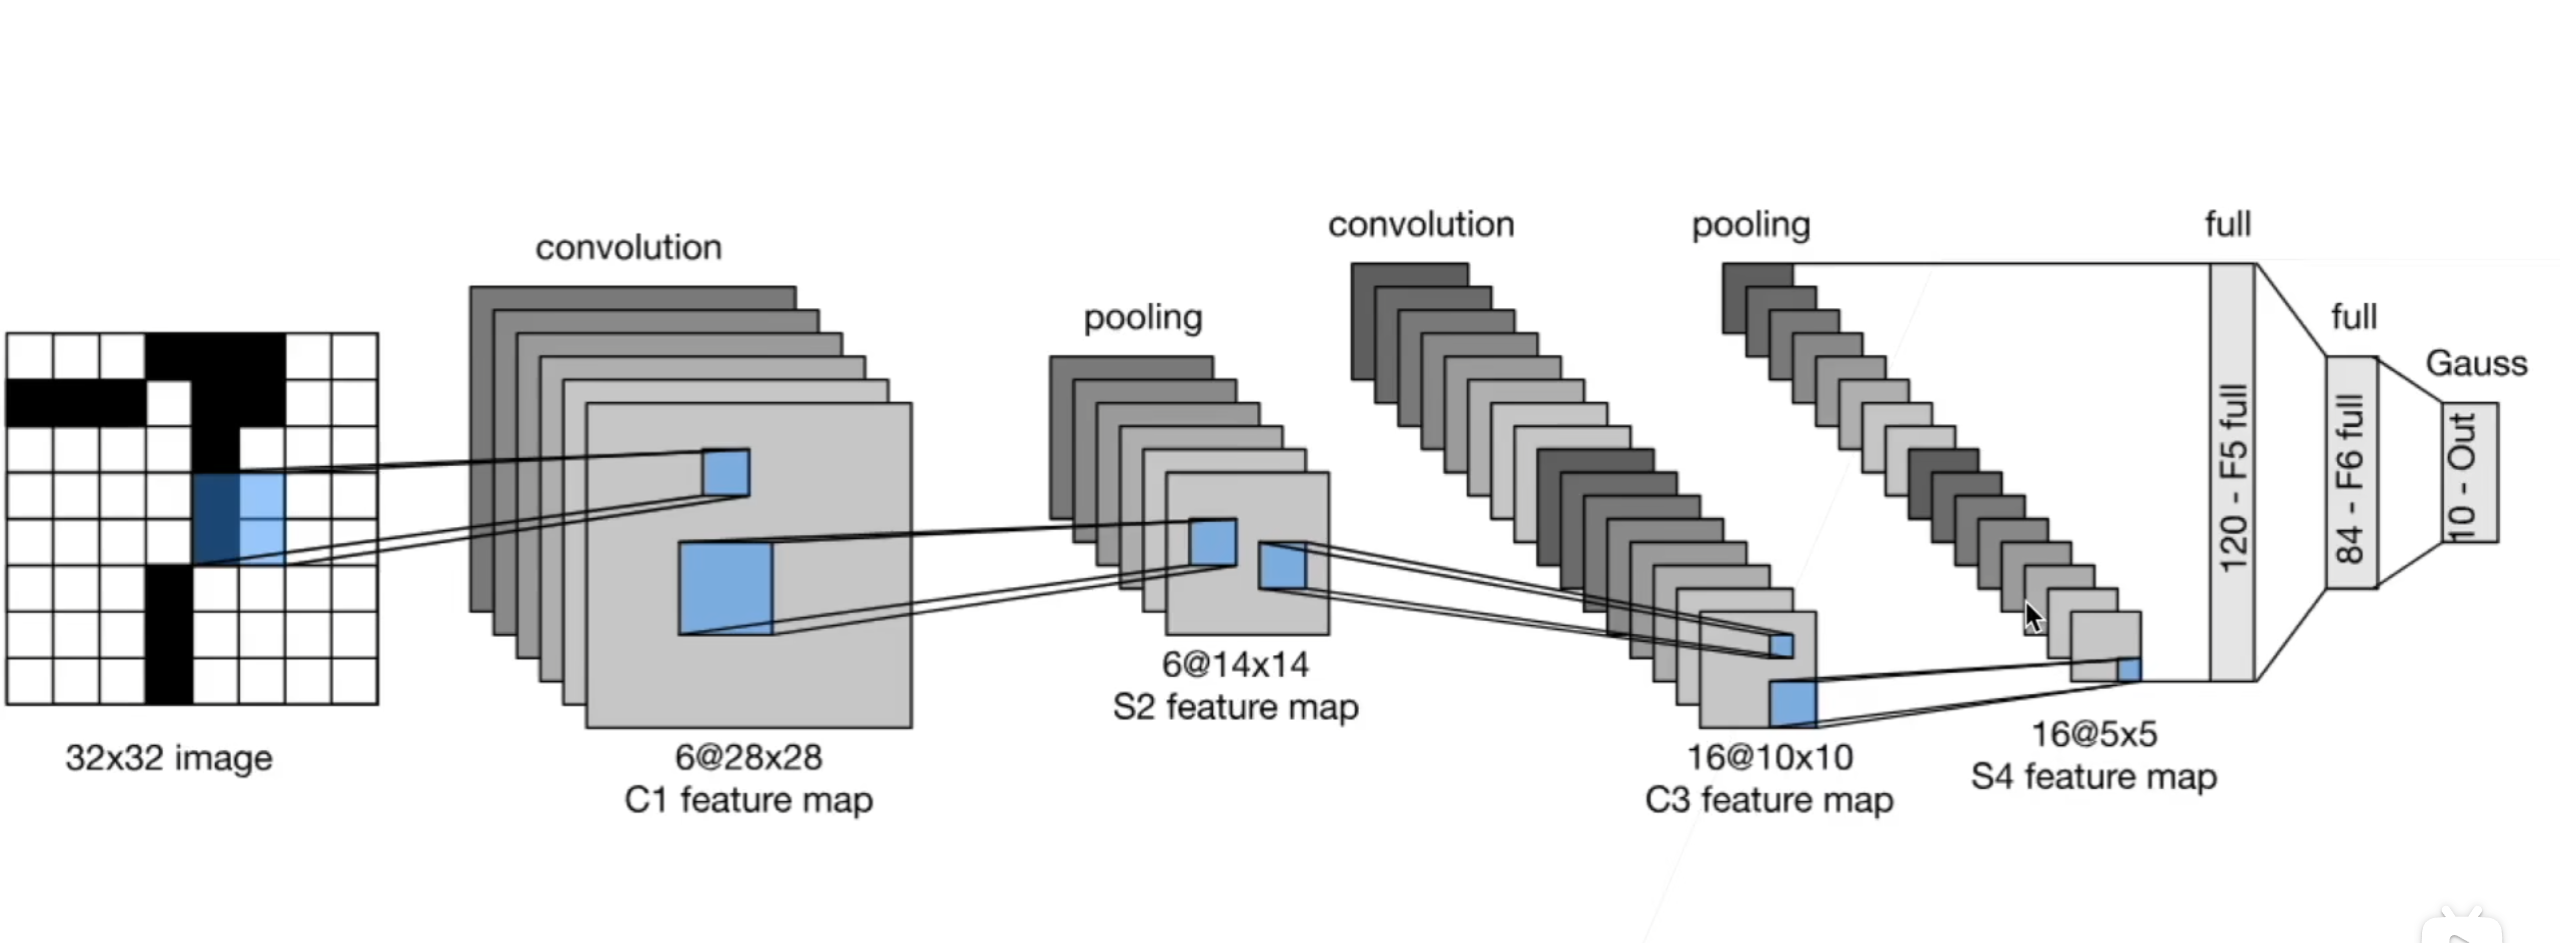 convolution
pooling
convolution
pooling
full
full
Gauss
32x32 image
6@28x28
C1 feature map
6@14x14
S2 feature map
16@10x10
C3 feature map
16@5x5
S4 feature map
120 - F5 full
84 - F6 full
10 - Out